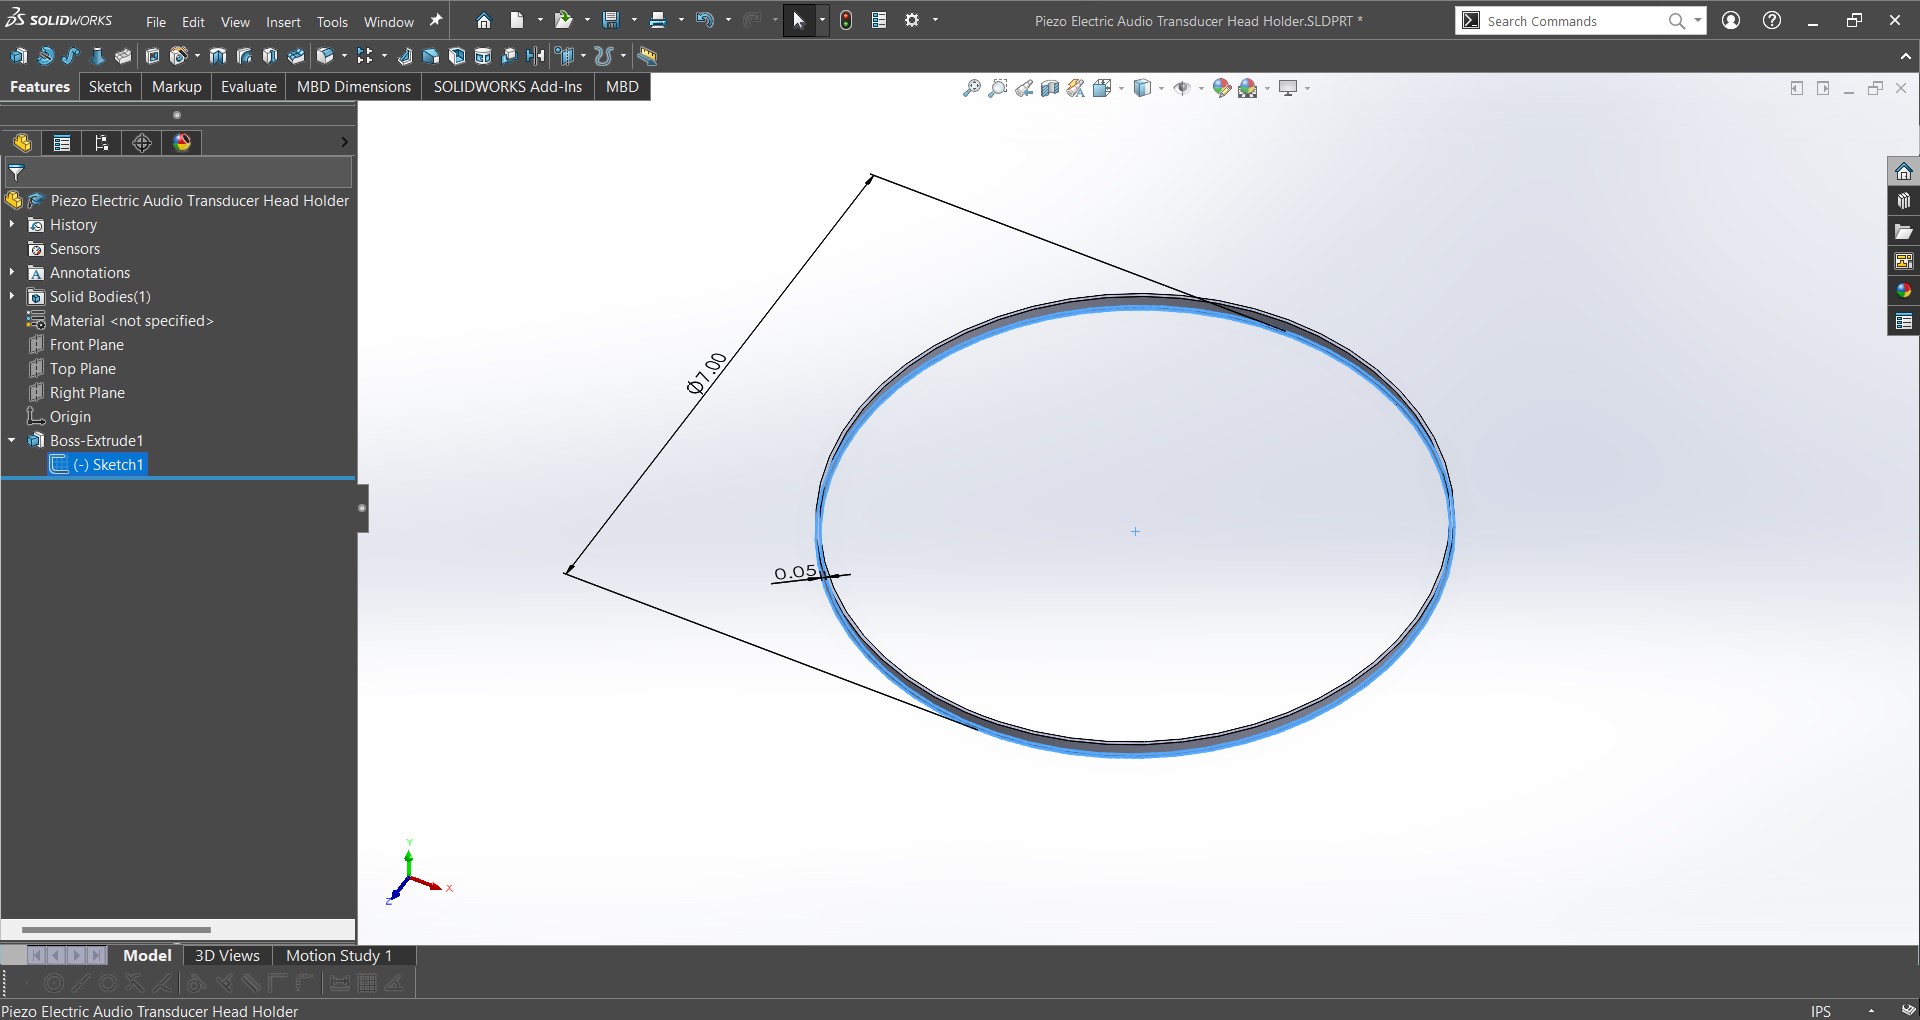 SOLIDWORKS File Edit View Insert Tools Window Piezo Electric Audio Transducer Head Holder.SLDPRT * Search Commands
Features Sketch Markup Evaluate MBD Dimensions SOLIDWORKS Add-Ins MBD
Piezo Electric Audio Transducer Head Holder
History
Sensors
A Annotations
Solid Bodies(1)
Material <not specified>
Front Plane
Top Plane
Right Plane
Origin
Boss-Extrude1
(-) Sketch1
Ø7.00
0.05
Y
X
Z
Model 3D Views Motion Study 1
Piezo Electric Audio Transducer Head Holder IPS